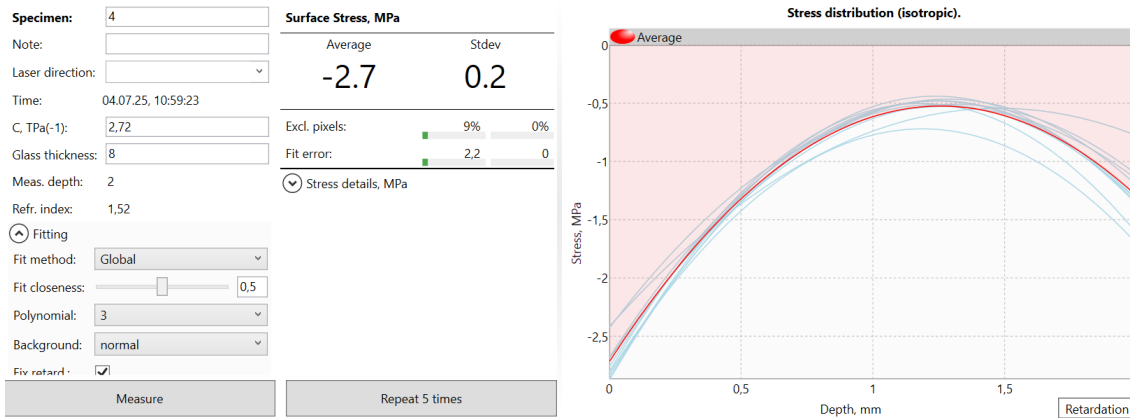 Specimen: 4
Note:
Laser direction:
Time: 04.07.25, 10:59:23
C, TPa(-1): 2,72
Glass thickness: 8
Meas. depth: 2
Refr. index: 1,52
Fitting
Fit method: Global
Fit closeness: 0,5
Polynomial: 3
Background: normal
Fix retard.:
Measure
Surface Stress, MPa
Average Stdev
-2.7 0.2
Excl. pixels: 9% 0%
Fit error: 2,2 0
Stress details, MPa
Repeat 5 times
Stress distribution (isotropic).
Average
Stress, MPa
0
-0,5
-1
-1,5
-2
-2,5
0 0,5 1 1,5
Depth, mm
Retardation